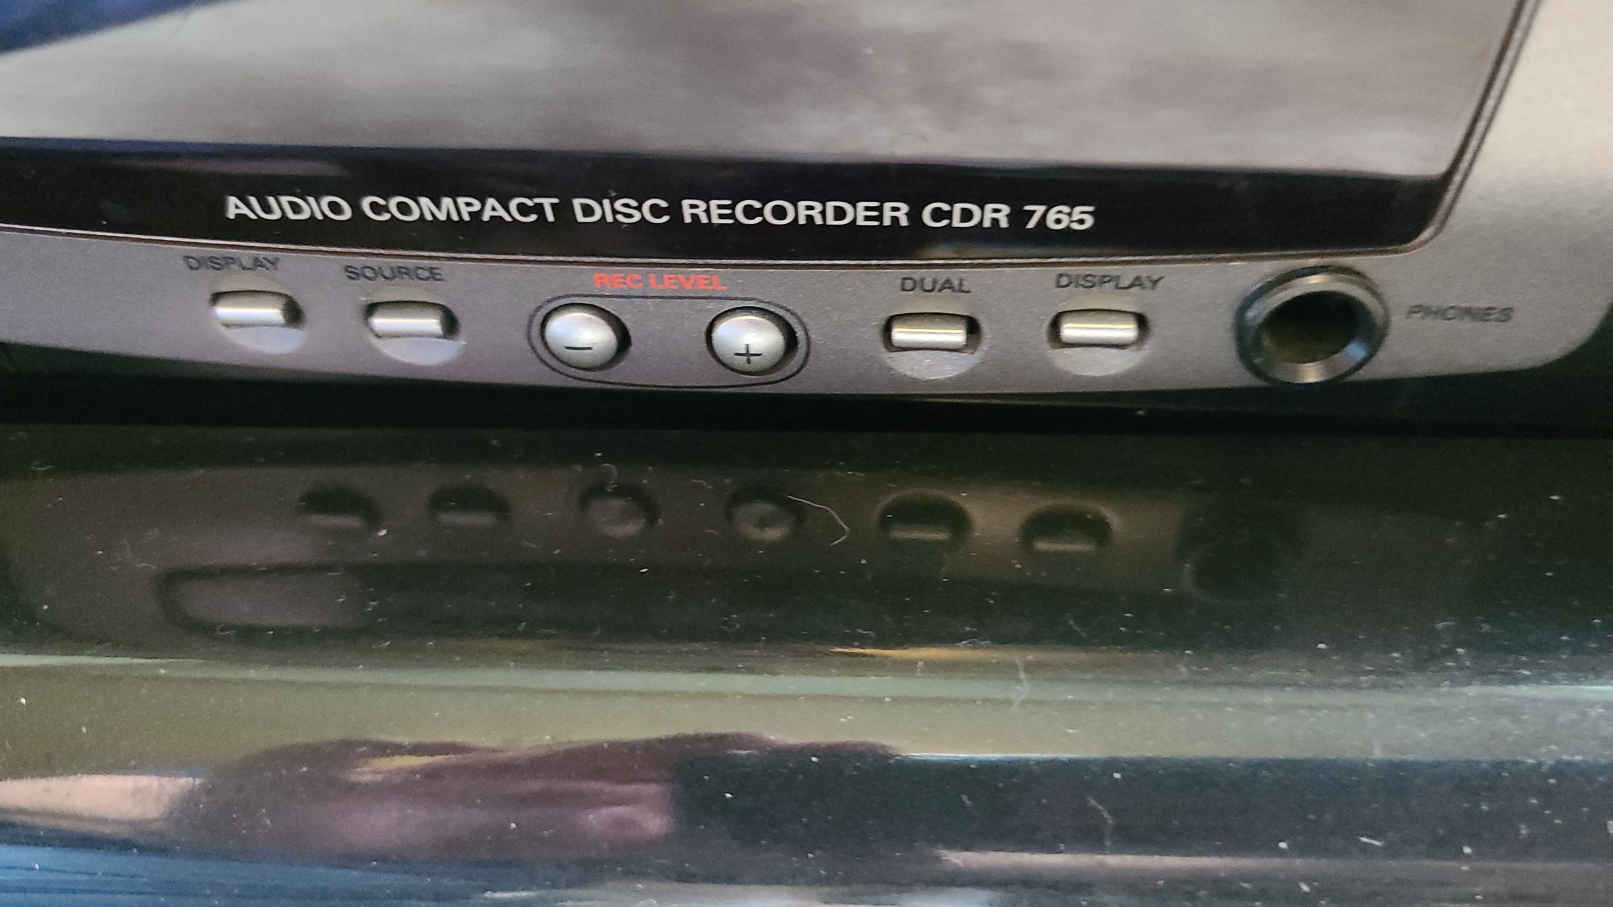 AUDIO COMPACT DISC RECORDER CDR 765
DISPLAY SOURCE REC LEVEL DUAL DISPLAY PHONES
- +